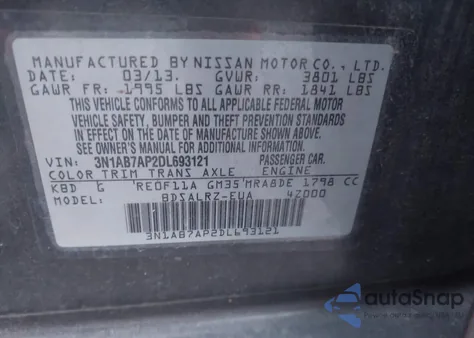 MANUFACTURED BY NISSAN MOTOR CO., LTD.
DATE: 03/13. GVWR: 3801 LBS
GAWR FR: 1995 LBS GAWR RR: 1841 LBS
THIS VEHICLE CONFORMS TO ALL APPLICABLE FEDERAL MOTOR
VEHICLE SAFETY, BUMPER, AND THEFT PREVENTION STANDARDS
IN EFFECT ON THE DATE OF MANUFACTURE SHOWN ABOVE.
SEE OWNER'S MANUAL FOR ADDITIONAL INFORMATION.
VIN: 3N1AB7AP2DL693121 PASSENGER CAR.
COLOR TRIM TRANS AXLE ENGINE
KBD G RE0F11A GM35 MRA8DE 1798 CC
MODEL: BDSALRZ-EUA 4Z000
3N1AB7AP2DL693121
autoSnap